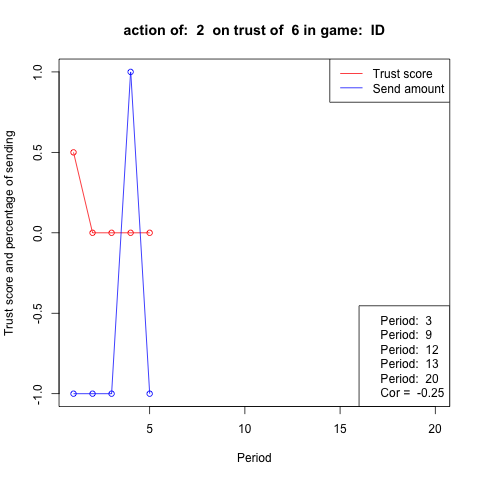 action of:  2  on trust of  6 in game:  ID
Trust score
Send amount
Trust score and percentage of sending
1.0
0.5
0.0
-0.5
-1.0
Period:  3
Period:  9
Period:  12
Period:  13
Period:  20
Cor =  -0.25
5 10 15 20
Period